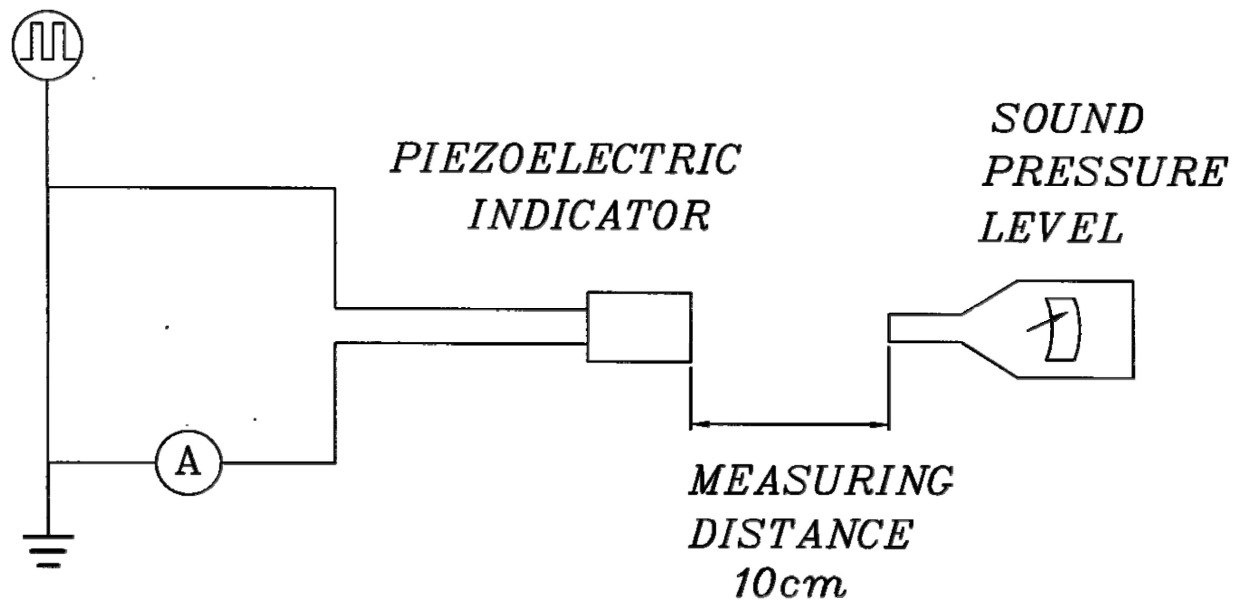 PIEZOELECTRIC
INDICATOR
SOUND
PRESSURE
LEVEL
A
MEASURING
DISTANCE
10cm